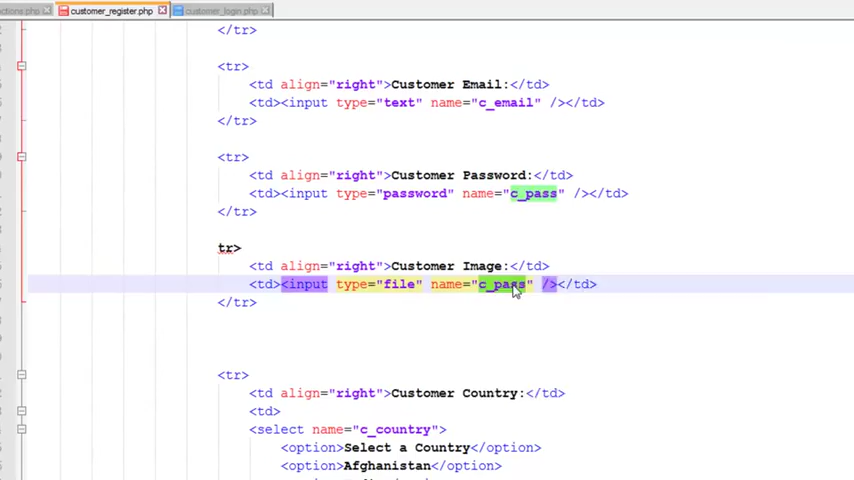 ctions.php customer_register.php customer_login.php
</tr>
<tr>
<td align="right">Customer Email:</td>
<td><input type="text" name="c_email" /></td>
</tr>
<tr>
<td align="right">Customer Password:</td>
<td><input type="password" name="c_pass" /></td>
</tr>
tr>
<td align="right">Customer Image:</td>
<td><input type="file" name="c_pass" /></td>
</tr>
<tr>
<td align="right">Customer Country:</td>
<td>
<select name="c_country">
<option>Select a Country</option>
<option>Afghanistan</option>